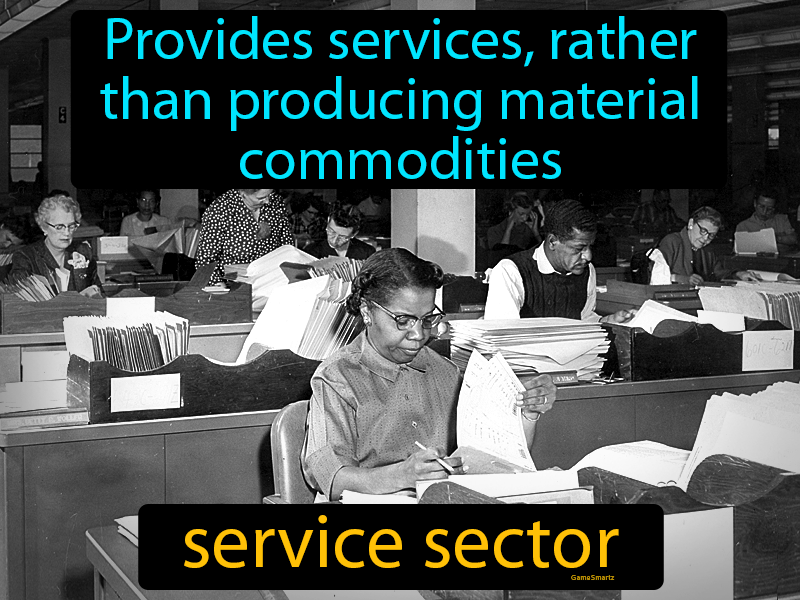 Provides services, rather
than producing material
commodities
service sector
GameSmartz